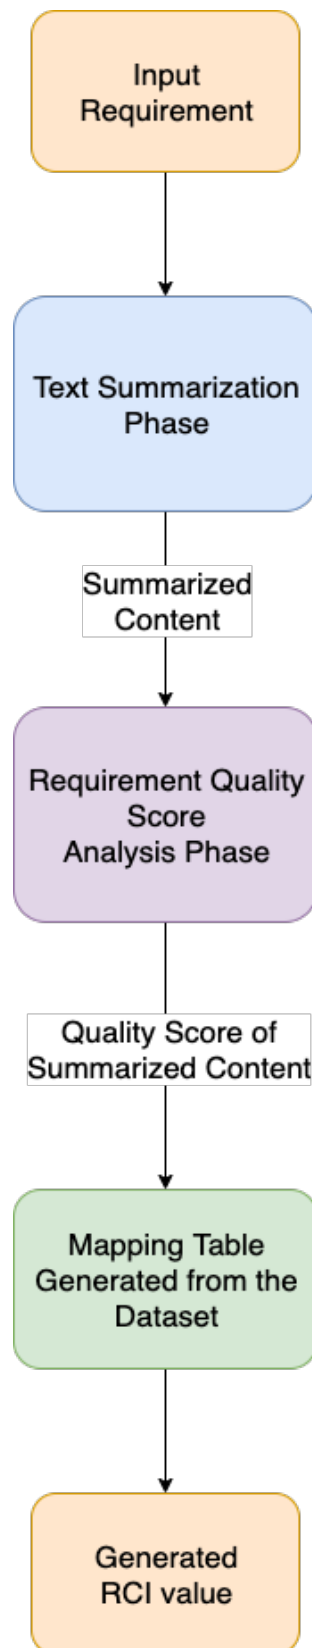 Input
Requirement
Text Summarization
Phase
Summarized
Content
Requirement Quality
Score
Analysis Phase
Quality Score of
Summarized Content
Mapping Table
Generated from the
Dataset
Generated
RCI value